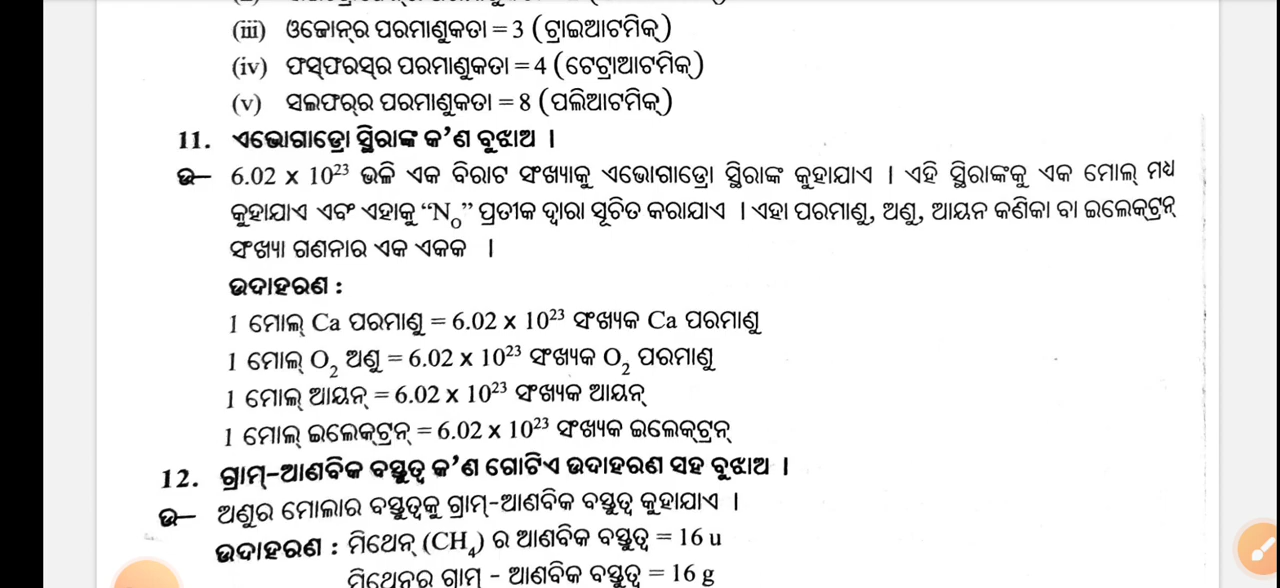 (iii) ଓଜୋନ୍‌ର ପରମାଣୁକତା = 3 (ଟ୍ରାଇଆଟମିକ୍)
(iv) ଫସ୍‌ଫରସ୍‌ର ପରମାଣୁକତା = 4 (ଟେଟ୍ରାଆଟମିକ୍)
(v) ସଲଫର୍‌ର ପରମାଣୁକତା = 8 (ପଲିଆଟମିକ୍)
11. ଏଭୋଗାଡ୍ରୋ ସ୍ଥିରାଙ୍କ କ'ଣ ବୁଝାଅ ।
ଉ— 6.02 x 10²³ ଭଳି ଏକ ବିରାଟ ସଂଖ୍ୟାକୁ ଏଭୋଗାଡ୍ରୋ ସ୍ଥିରାଙ୍କ କୁହାଯାଏ । ଏହି ସ୍ଥିରାଙ୍କକୁ ଏକ ମୋଲ୍ ମଧ୍ୟ
କୁହାଯାଏ ଏବଂ ଏହାକୁ “N₀” ପ୍ରତୀକ ଦ୍ୱାରା ସୂଚିତ କରାଯାଏ । ଏହା ପରମାଣୁ, ଅଣୁ, ଆୟନ କଣିକା ବା ଇଲେକ୍‌ଟ୍ରନ୍
ସଂଖ୍ୟା ଗଣନାର ଏକ ଏକକ ।
ଉଦାହରଣ :
1 ମୋଲ୍ Ca ପରମାଣୁ = 6.02 x 10²³ ସଂଖ୍ୟକ Ca ପରମାଣୁ
1 ମୋଲ୍ O₂ ଅଣୁ = 6.02 x 10²³ ସଂଖ୍ୟକ O₂ ପରମାଣୁ
1 ମୋଲ୍ ଆୟନ୍ = 6.02 x 10²³ ସଂଖ୍ୟକ ଆୟନ୍
1 ମୋଲ୍ ଇଲେକ୍‌ଟ୍ରନ୍ = 6.02 x 10²³ ସଂଖ୍ୟକ ଇଲେକ୍‌ଟ୍ରନ୍
12. ଗ୍ରାମ୍-ଆଣବିକ ବସ୍ତୁତ୍ୱ କ'ଣ ଗୋଟିଏ ଉଦାହରଣ ସହ ବୁଝାଅ ।
ଉ— ଅଣୁର ମୋଲାର ବସ୍ତୁତ୍ୱକୁ ଗ୍ରାମ୍-ଆଣବିକ ବସ୍ତୁତ୍ୱ କୁହାଯାଏ ।
ଉଦାହରଣ : ମିଥେନ୍ (CH₄) ର ଆଣବିକ ବସ୍ତୁତ୍ୱ = 16 u
ମିଥେନର ଗ୍ରାମ୍ - ଆଣବିକ ବସ୍ତୁତ୍ୱ = 16 g